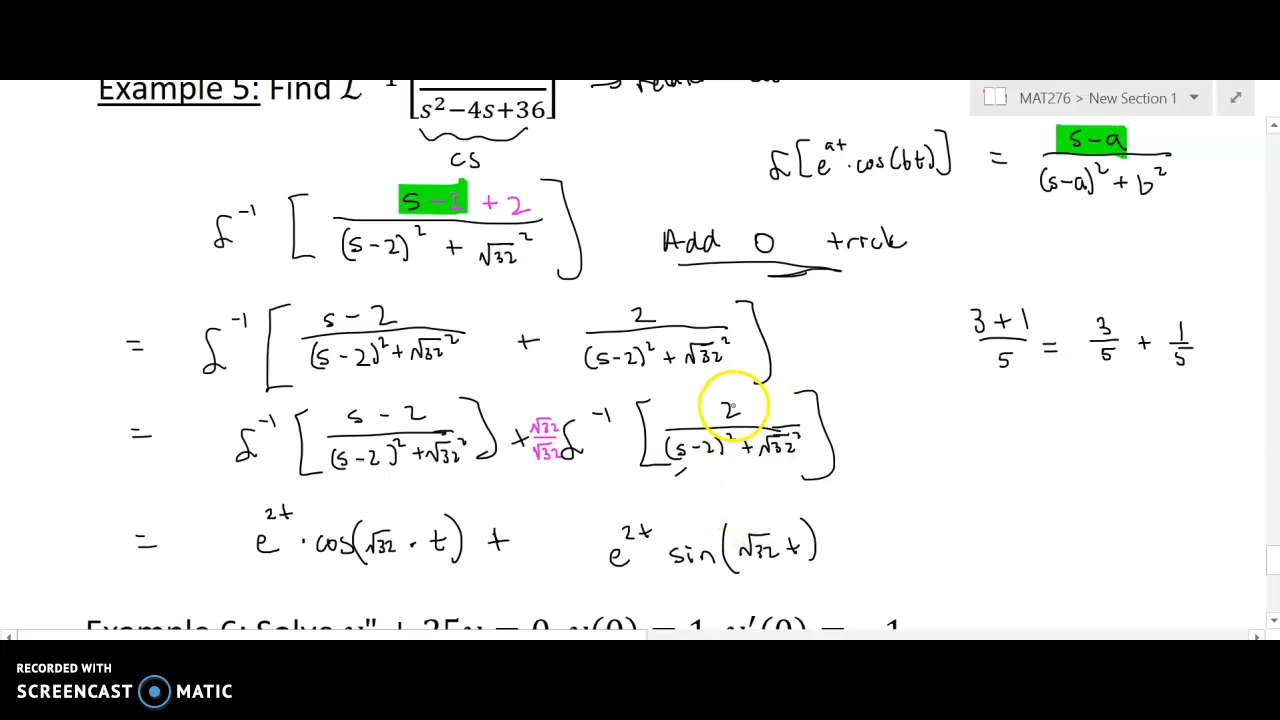 MAT276 > New Section 1
Example 5: Find ℒ⁻¹ [ / s²−4s+36 ]
CS
ℒ[e^{at} · cos(bt)] = (s−a) / ((s−a)² + b²)
ℒ⁻¹ [ (s −2 + 2) / ((s−2)² + √32²) ]
Add 0 trick
= ℒ⁻¹ [ (s − 2) / ((s−2)² + √32²) + 2 / ((s−2)² + √32²) ]
(3+1)/5 = 3/5 + 1/5
= ℒ⁻¹ [ (s − 2) / ((s−2)² + √32²) ] + √32/√32 ℒ⁻¹ [ 2 / ((s−2)² + √32²) ]
= e^{2t} · cos(√32 · t) + e^{2t} sin(√32 t)
RECORDED WITH
SCREENCAST MATIC